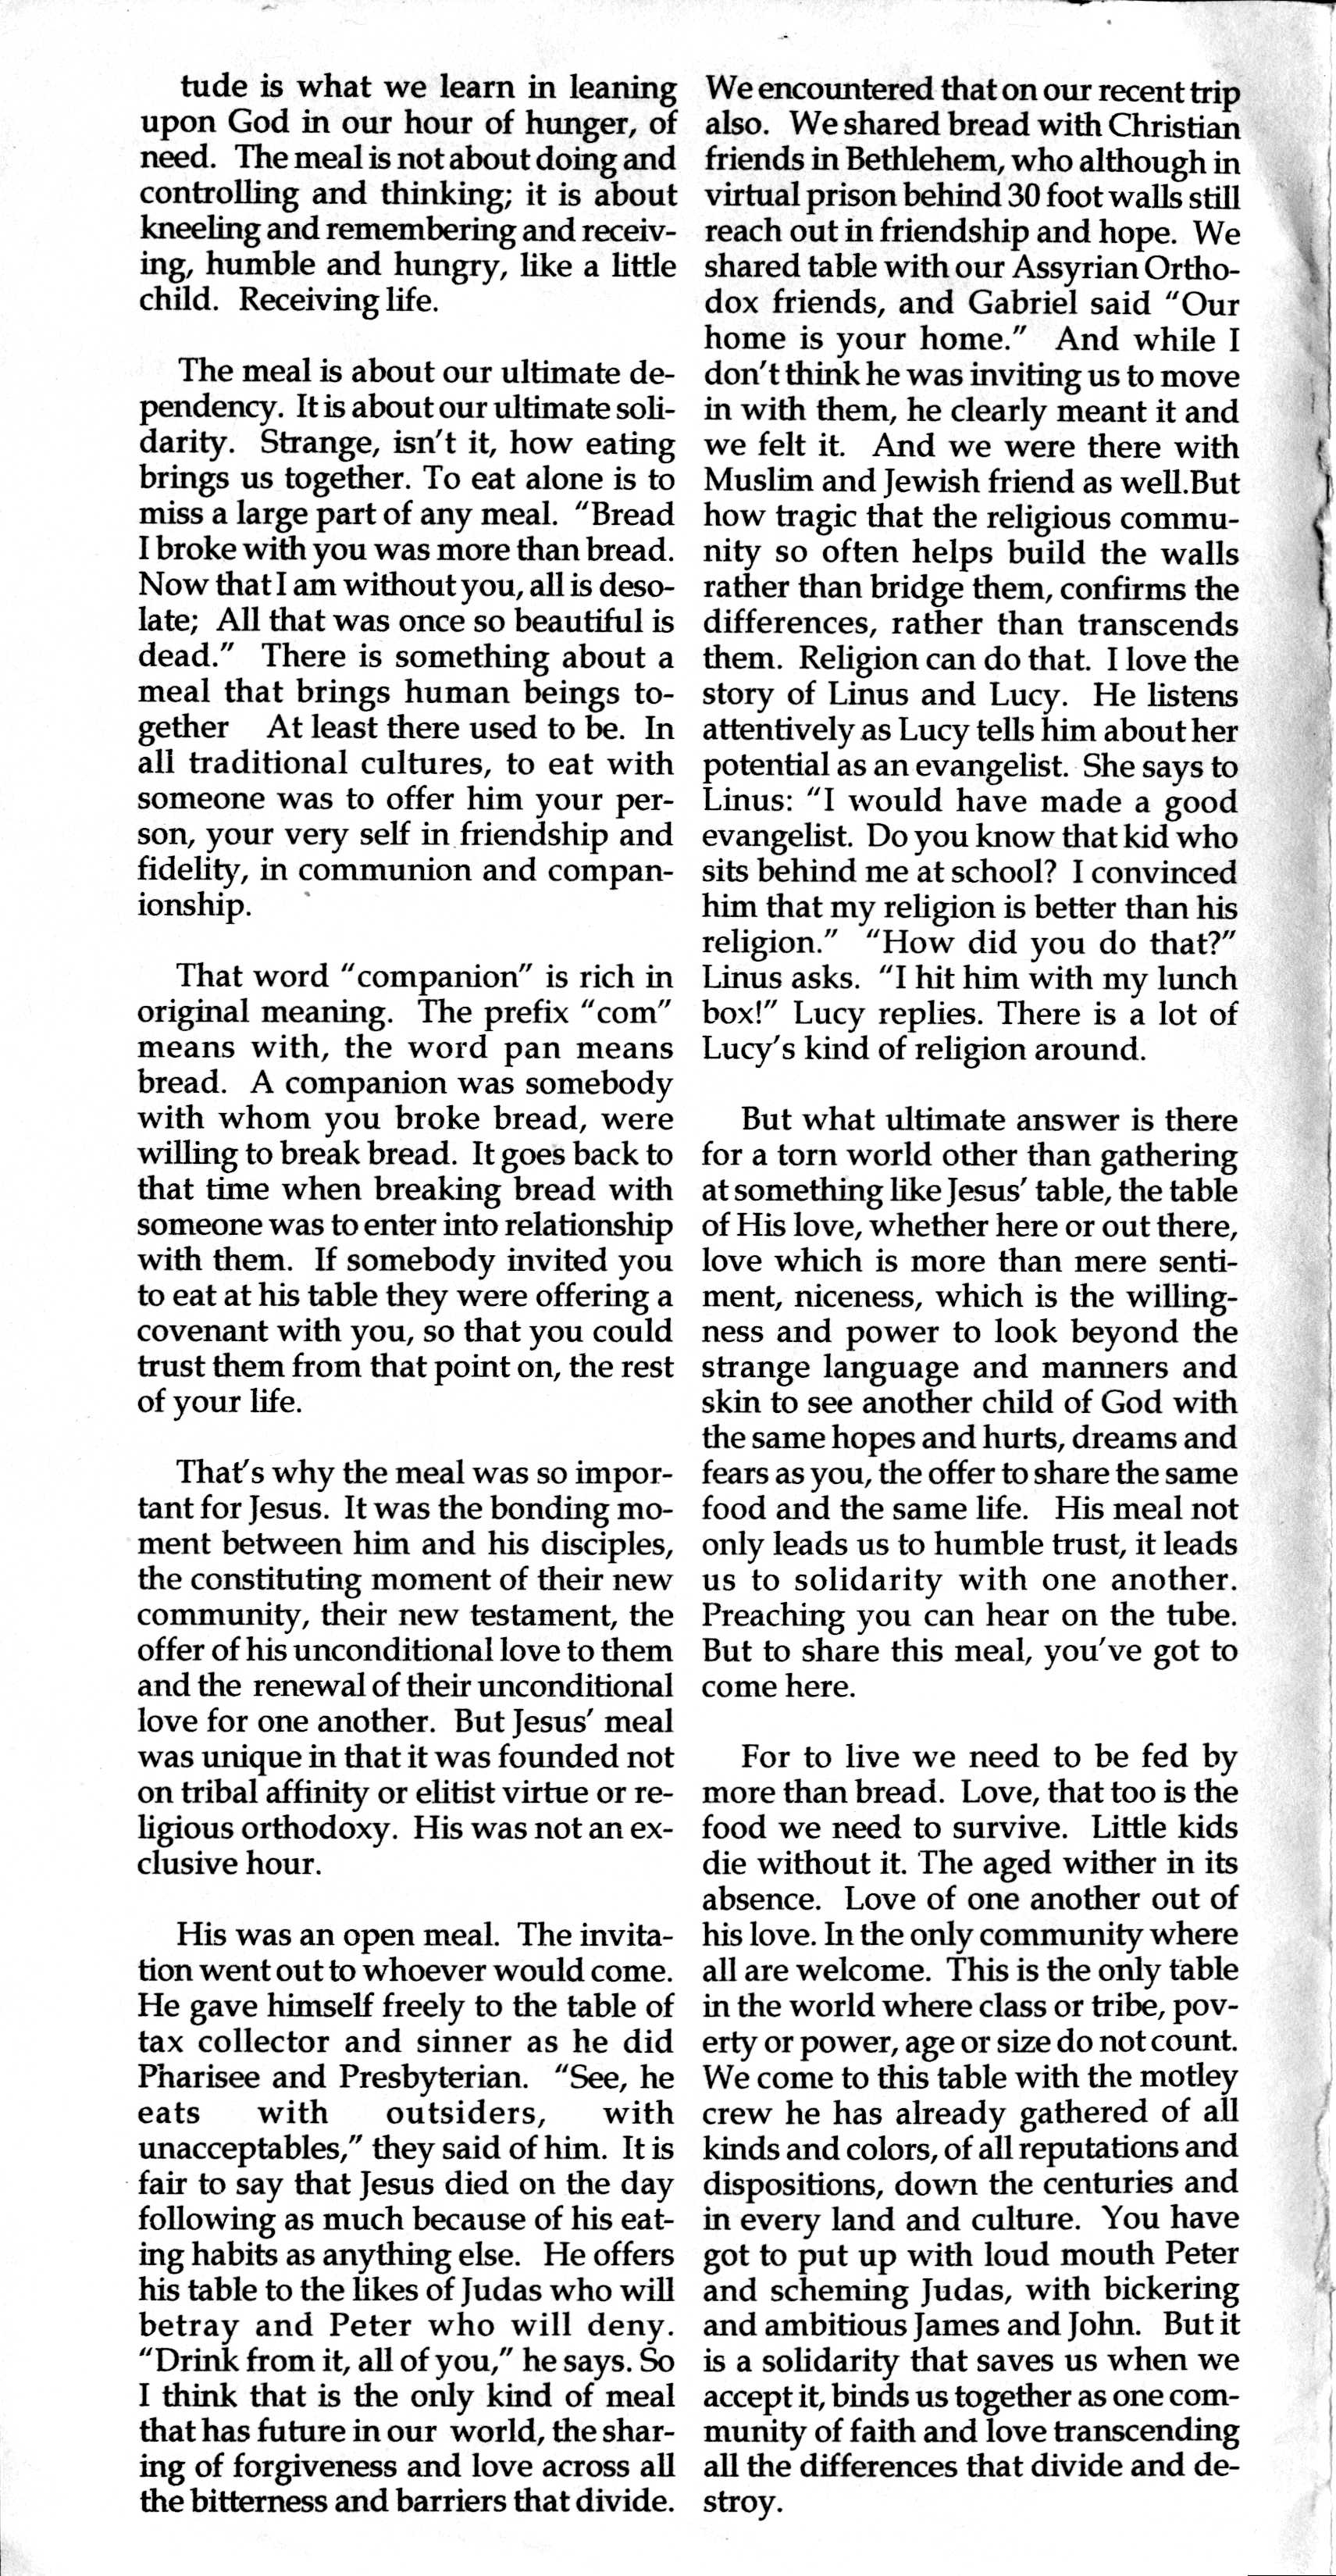 tude is what we learn in leaning
upon God in our hour of hunger, of
need. The meal is not about doing and
controlling and thinking; it is about
kneeling and remembering and receiv-
ing, humble and hungry, like a little
child. Receiving life.
The meal is about our ultimate de-
pendency. It is about our ultimate soli-
darity. Strange, isn't it, how eating
brings us together. To eat alone is to
miss a large part of any meal. "Bread
I broke with you was more than bread.
Now that I am without you, all is deso-
late; All that was once so beautiful is
dead." There is something about a
meal that brings human beings to-
gether At least there used to be. In
all traditional cultures, to eat with
someone was to offer him your per-
son, your very self in friendship and
fidelity, in communion and compan-
ionship.
That word "companion" is rich in
original meaning. The prefix "com"
means with, the word pan means
bread. A companion was somebody
with whom you broke bread, were
willing to break bread. It goes back to
that time when breaking bread with
someone was to enter into relationship
with them. If somebody invited you
to eat at his table they were offering a
covenant with you, so that you could
trust them from that point on, the rest
of your life.
That's why the meal was so impor-
tant for Jesus. It was the bonding mo-
ment between him and his disciples,
the constituting moment of their new
community, their new testament, the
offer of his unconditional love to them
and the renewal of their unconditional
love for one another. But Jesus' meal
was unique in that it was founded not
on tribal affinity or elitist virtue or re-
ligious orthodoxy. His was not an ex-
clusive hour.
His was an open meal. The invita-
tion went out to whoever would come.
He gave himself freely to the table of
tax collector and sinner as he did
Pharisee and Presbyterian. "See, he
eats with outsiders, with
unacceptables," they said of him. It is
fair to say that Jesus died on the day
following as much because of his eat-
ing habits as anything else. He offers
his table to the likes of Judas who will
betray and Peter who will deny.
"Drink from it, all of you," he says. So
I think that is the only kind of meal
that has future in our world, the shar-
ing of forgiveness and love across all
the bitterness and barriers that divide.
We encountered that on our recent trip
also. We shared bread with Christian
friends in Bethlehem, who although in
virtual prison behind 30 foot walls still
reach out in friendship and hope. We
shared table with our Assyrian Ortho-
dox friends, and Gabriel said "Our
home is your home." And while I
don't think he was inviting us to move
in with them, he clearly meant it and
we felt it. And we were there with
Muslim and Jewish friend as well.But
how tragic that the religious commu-
nity so often helps build the walls
rather than bridge them, confirms the
differences, rather than transcends
them. Religion can do that. I love the
story of Linus and Lucy. He listens
attentively as Lucy tells him about her
potential as an evangelist. She says to
Linus: "I would have made a good
evangelist. Do you know that kid who
sits behind me at school? I convinced
him that my religion is better than his
religion." "How did you do that?"
Linus asks. "I hit him with my lunch
box!" Lucy replies. There is a lot of
Lucy's kind of religion around.
But what ultimate answer is there
for a torn world other than gathering
at something like Jesus' table, the table
of His love, whether here or out there,
love which is more than mere senti-
ment, niceness, which is the willing-
ness and power to look beyond the
strange language and manners and
skin to see another child of God with
the same hopes and hurts, dreams and
fears as you, the offer to share the same
food and the same life. His meal not
only leads us to humble trust, it leads
us to solidarity with one another.
Preaching you can hear on the tube.
But to share this meal, you've got to
come here.
For to live we need to be fed by
more than bread. Love, that too is the
food we need to survive. Little kids
die without it. The aged wither in its
absence. Love of one another out of
his love. In the only community where
all are welcome. This is the only table
in the world where class or tribe, pov-
erty or power, age or size do not count.
We come to this table with the motley
crew he has already gathered of all
kinds and colors, of all reputations and
dispositions, down the centuries and
in every land and culture. You have
got to put up with loud mouth Peter
and scheming Judas, with bickering
and ambitious James and John. But it
is a solidarity that saves us when we
accept it, binds us together as one com-
munity of faith and love transcending
all the differences that divide and de-
stroy.